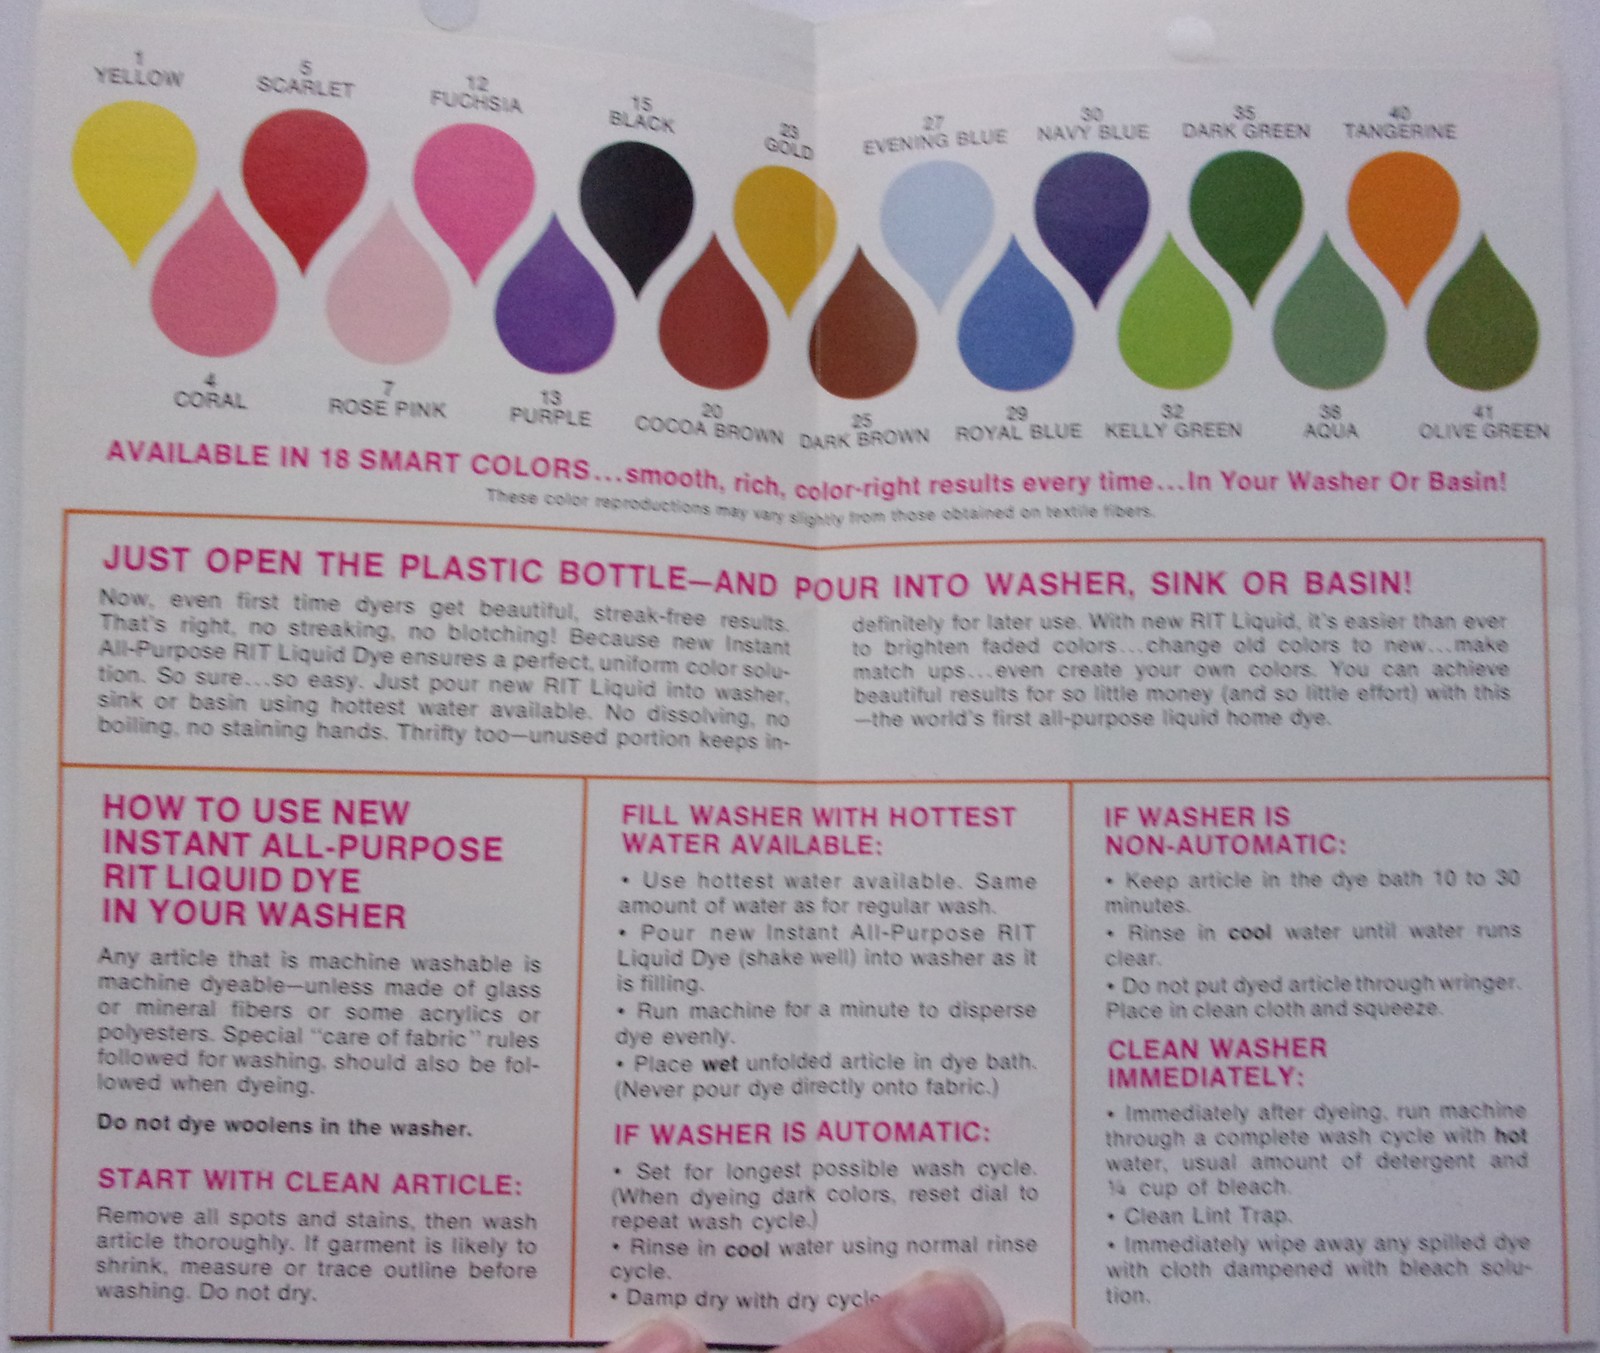 1
YELLOW
5
SCARLET
12
FUCHSIA
15
BLACK
23
GOLD
27
EVENING BLUE
30
NAVY BLUE
35
DARK GREEN
40
TANGERINE
4
CORAL
7
ROSE PINK
13
PURPLE
20
COCOA BROWN
25
DARK BROWN
29
ROYAL BLUE
32
KELLY GREEN
38
AQUA
41
OLIVE GREEN
AVAILABLE IN 18 SMART COLORS...smooth, rich, color-right results every time...In Your Washer Or Basin!
These color reproductions may vary slightly from those obtained on textile fibers.
JUST OPEN THE PLASTIC BOTTLE—AND POUR INTO WASHER, SINK OR BASIN!
Now, even first time dyers get beautiful, streak-free results.
That's right, no streaking, no blotching! Because new Instant
All-Purpose RIT Liquid Dye ensures a perfect, uniform color solu-
tion. So sure...so easy. Just pour new RIT Liquid into washer,
sink or basin using hottest water available. No dissolving, no
boiling, no staining hands. Thrifty too—unused portion keeps in-
definitely for later use. With new RIT Liquid, it's easier than ever
to brighten faded colors...change old colors to new...make
match ups...even create your own colors. You can achieve
beautiful results for so little money (and so little effort) with this
—the world's first all-purpose liquid home dye.
HOW TO USE NEW
INSTANT ALL-PURPOSE
RIT LIQUID DYE
IN YOUR WASHER
Any article that is machine washable is
machine dyeable—unless made of glass
or mineral fibers or some acrylics or
polyesters. Special "care of fabric" rules
followed for washing, should also be fol-
lowed when dyeing.
Do not dye woolens in the washer.
START WITH CLEAN ARTICLE:
Remove all spots and stains, then wash
article thoroughly. If garment is likely to
shrink, measure or trace outline before
washing. Do not dry.
FILL WASHER WITH HOTTEST
WATER AVAILABLE:
• Use hottest water available. Same
amount of water as for regular wash.
• Pour new Instant All-Purpose RIT
Liquid Dye (shake well) into washer as it
is filling.
• Run machine for a minute to disperse
dye evenly.
• Place wet unfolded article in dye bath.
(Never pour dye directly onto fabric.)
IF WASHER IS AUTOMATIC:
• Set for longest possible wash cycle.
(When dyeing dark colors, reset dial to
repeat wash cycle.)
• Rinse in cool water using normal rinse
cycle.
• Damp dry with dry cycle
IF WASHER IS
NON-AUTOMATIC:
• Keep article in the dye bath 10 to 30
minutes.
• Rinse in cool water until water runs
clear.
• Do not put dyed article through wringer.
Place in clean cloth and squeeze.
CLEAN WASHER
IMMEDIATELY:
• Immediately after dyeing, run machine
through a complete wash cycle with hot
water, usual amount of detergent and
¼ cup of bleach.
• Clean Lint Trap.
• Immediately wipe away any spilled dye
with cloth dampened with bleach solu-
tion.